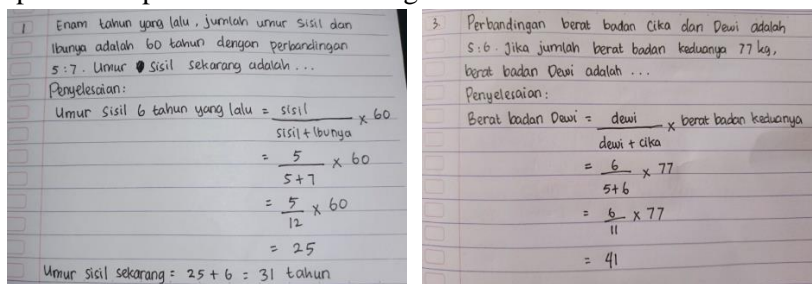 1 Enam tahun yang lalu, jumlah umur Sisil dan
Ibunya adalah 60 tahun dengan perbandingan
5:7. Umur Sisil sekarang adalah ...
Penyelesaian:
Umur Sisil 6 tahun yang lalu = sisil / sisil + Ibunya x 60
= 5 / 5+7 x 60
= 5 / 12 x 60
= 25
Umur sisil sekarang = 25 + 6 = 31 tahun
3. Perbandingan berat badan Cika dan Dewi adalah
5:6. Jika jumlah berat badan keduanya 77 kg,
berat badan Dewi adalah ...
Penyelesaian:
Berat badan Dewi = dewi / dewi + cika x berat badan keduanya
= 6 / 5+6 x 77
= 6 / 11 x 77
= 41